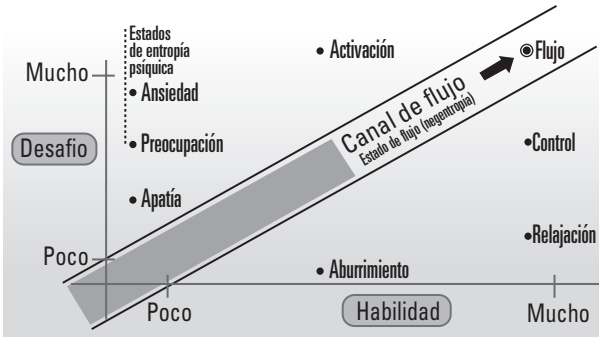 Estados
de entropía
psíquica
Mucho
• Activación
Flujo
• Ansiedad
Canal de flujo
Estado de flujo (negentropía)
Desafio
• Preocupación
• Control
• Apatía
• Relajación
Poco
• Aburrimiento
Poco
Habilidad
Mucho